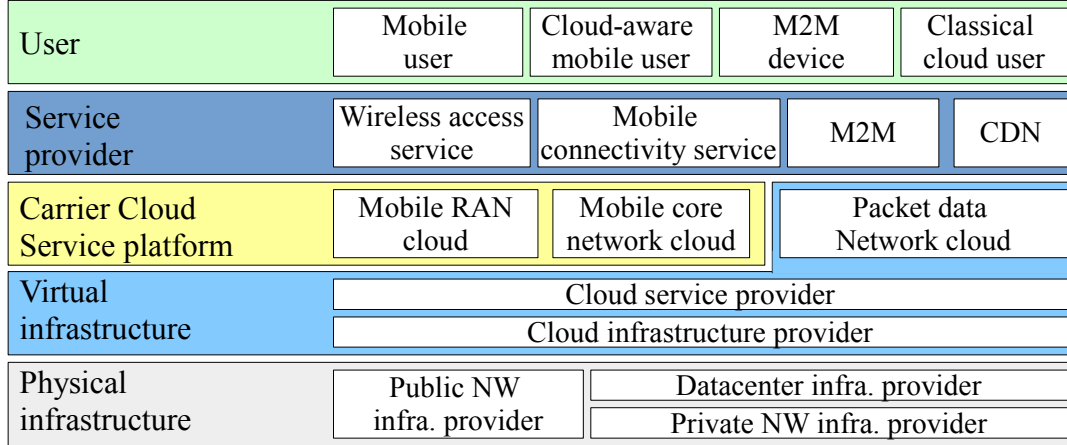 User
Mobile
user
Cloud-aware
mobile user
M2M
device
Classical
cloud user
Service
provider
Wireless access
service
Mobile
connectivity service
M2M
CDN
Carrier Cloud
Service platform
Mobile RAN
cloud
Mobile core
network cloud
Packet data
Network cloud
Virtual
infrastructure
Cloud service provider
Cloud infrastructure provider
Physical
infrastructure
Public NW
infra. provider
Datacenter infra. provider
Private NW infra. provider